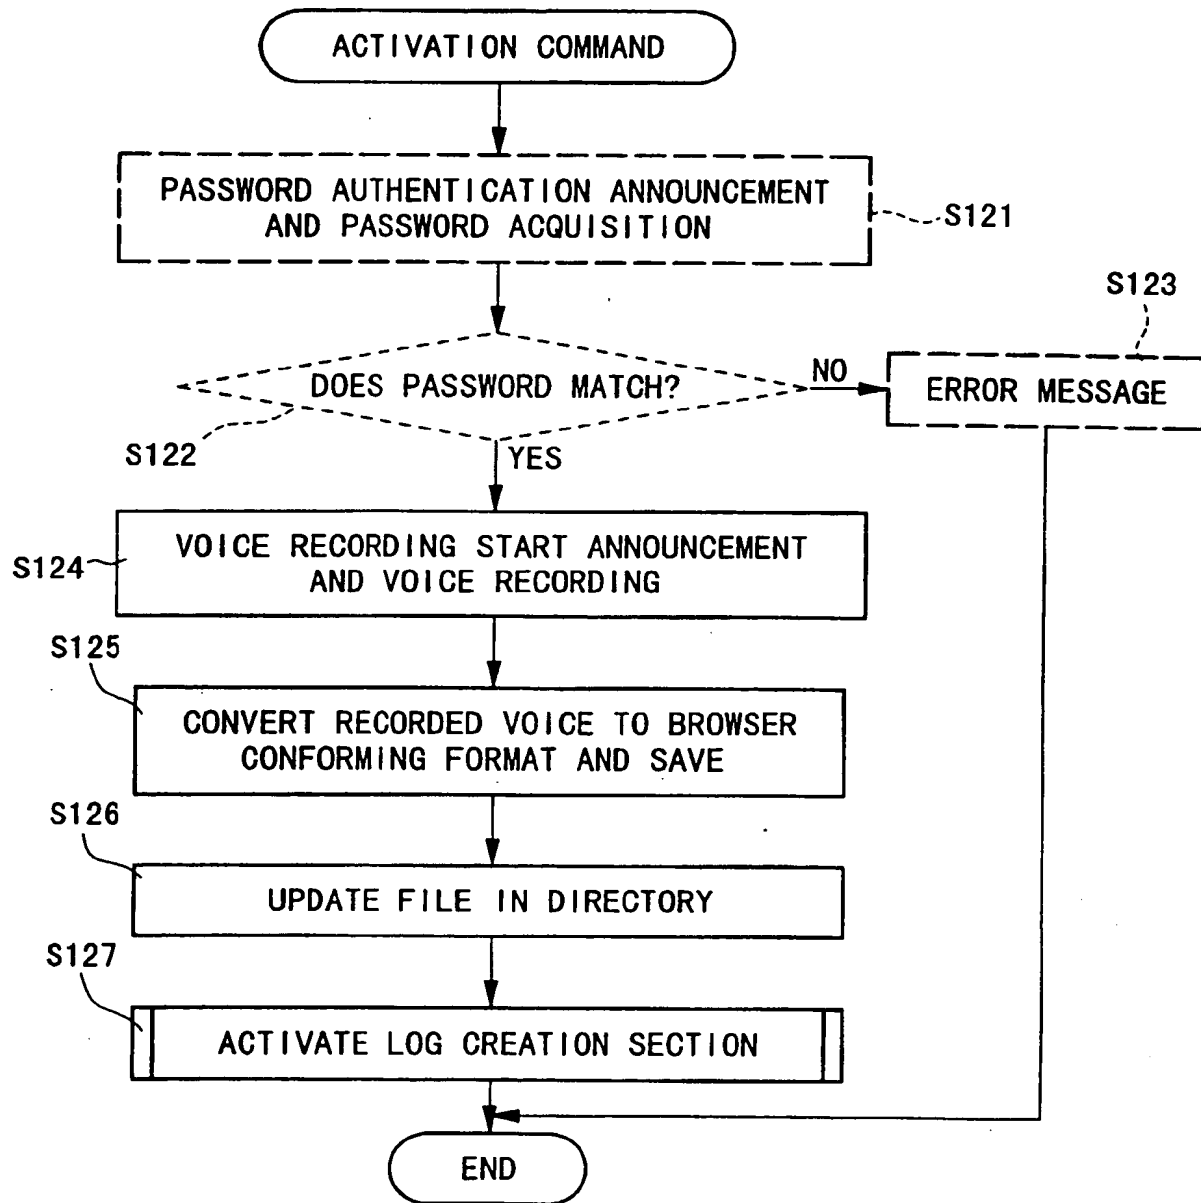 ACTIVATION COMMAND
PASSWORD AUTHENTICATION ANNOUNCEMENT
AND PASSWORD ACQUISITION
S121
S123
DOES PASSWORD MATCH?
NO
ERROR MESSAGE
S122
YES
VOICE RECORDING START ANNOUNCEMENT
AND VOICE RECORDING
S124
S125
CONVERT RECORDED VOICE TO BROWSER
CONFORMING FORMAT AND SAVE
S126
UPDATE FILE IN DIRECTORY
S127
ACTIVATE LOG CREATION SECTION
END